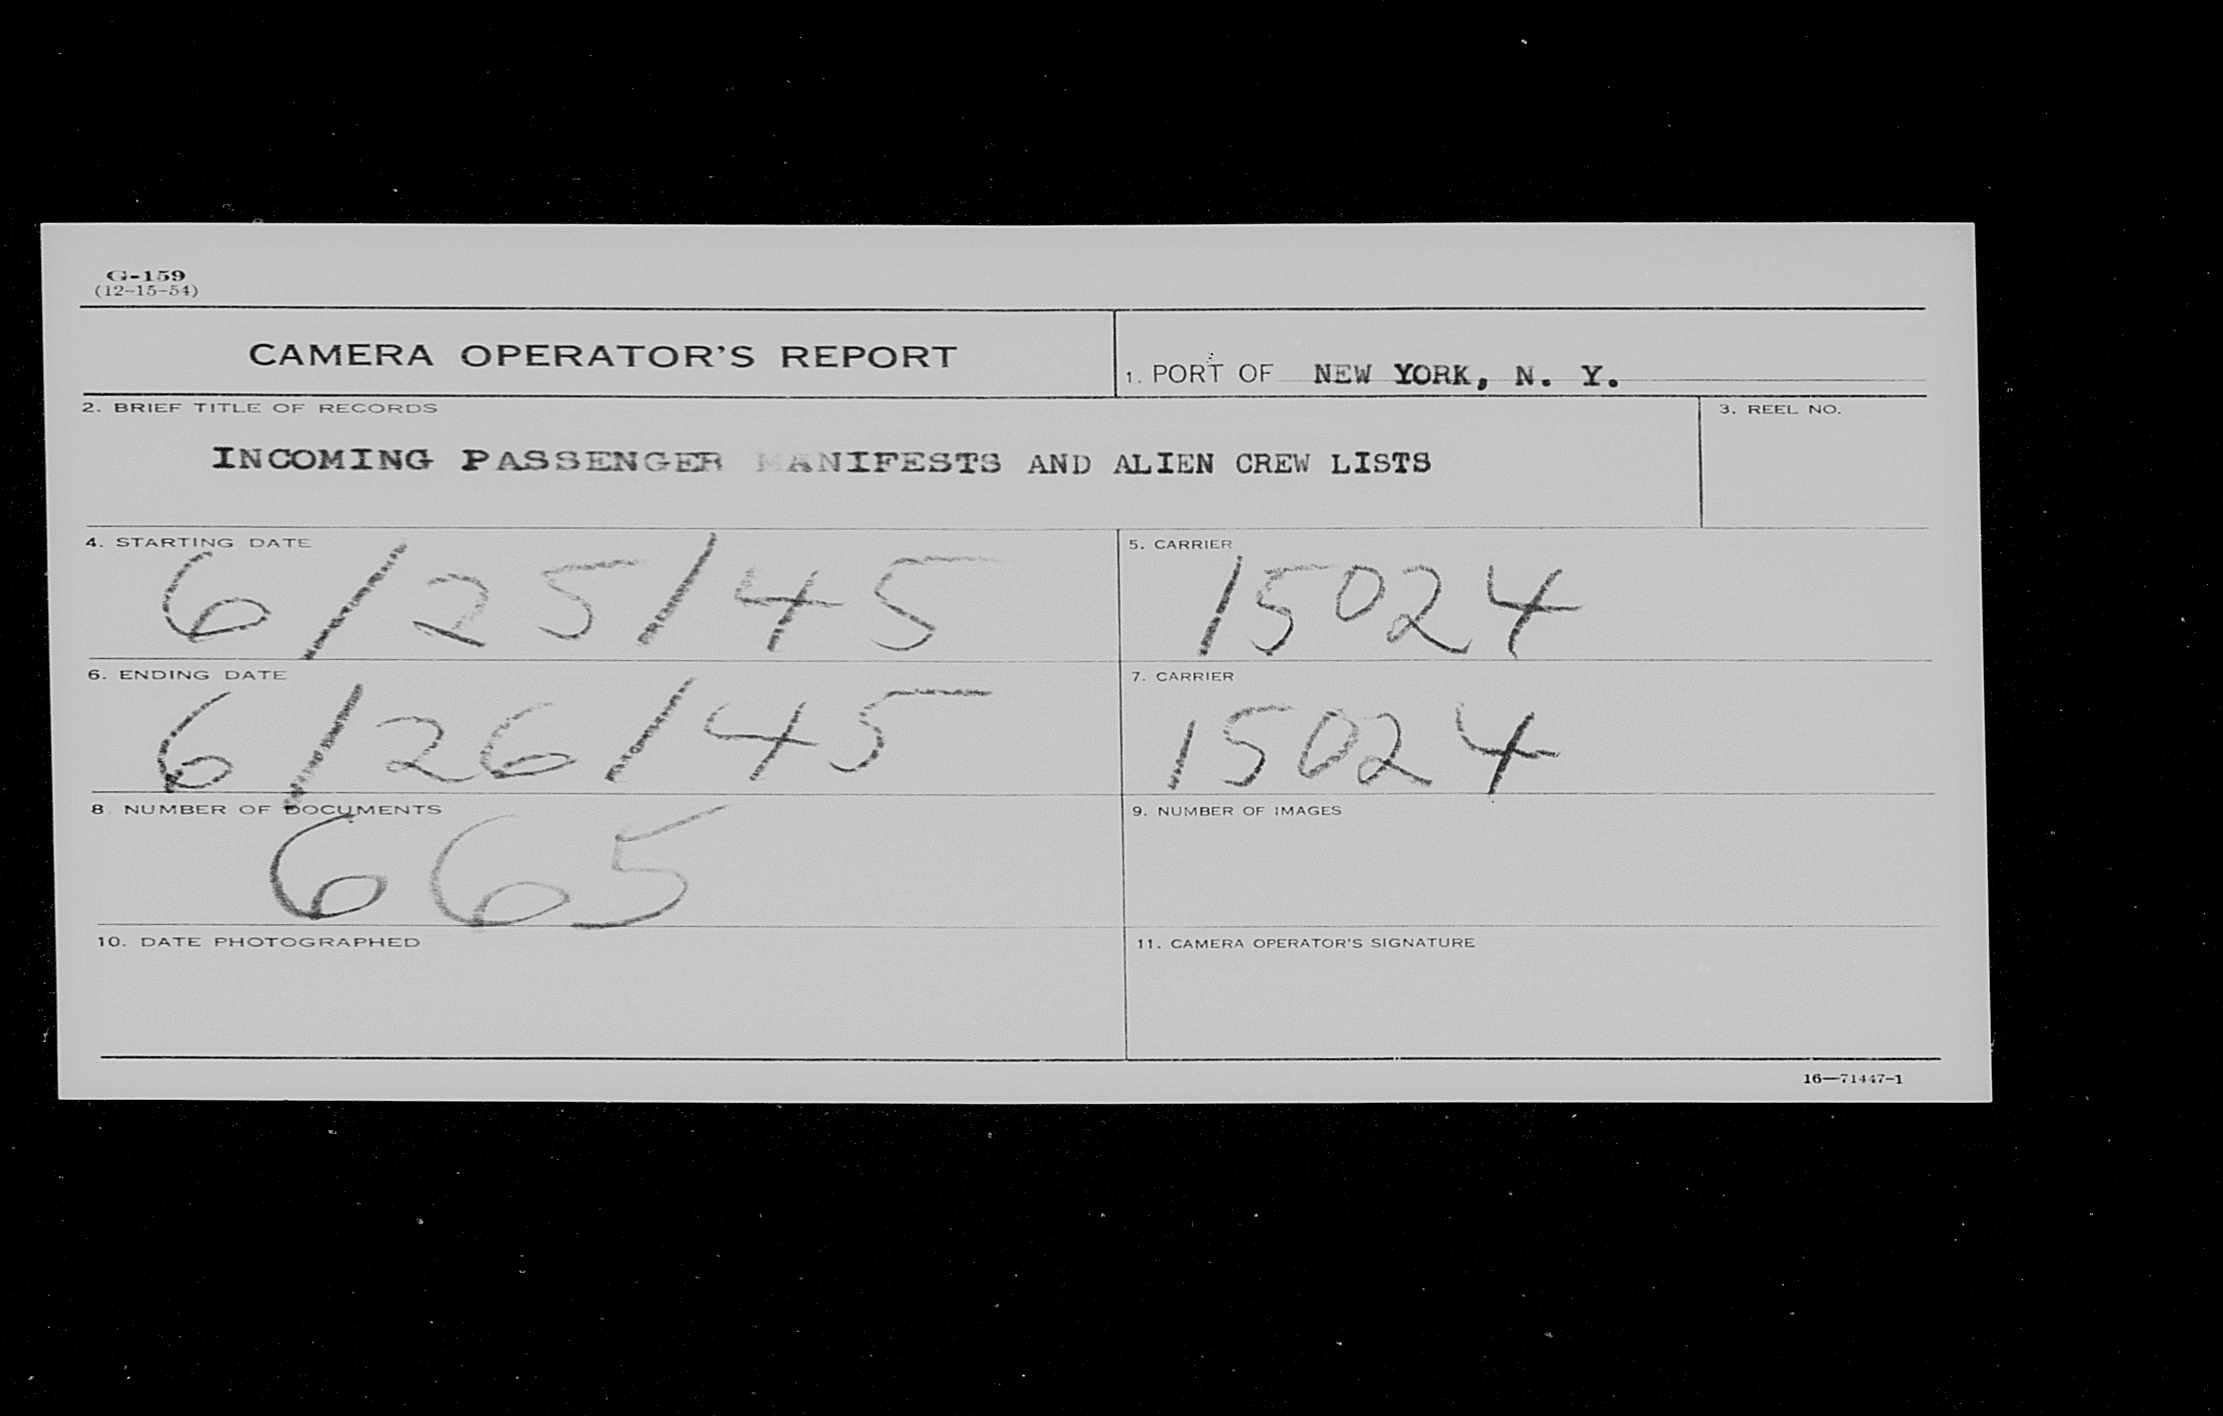 G-159
(12-15-54)
CAMERA OPERATOR'S REPORT
1. PORT OF NEW YORK, N. Y.
2. BRIEF TITLE OF RECORDS
3. REEL NO.
INCOMING PASSENGER MANIFESTS AND ALIEN CREW LISTS
4. STARTING DATE
5. CARRIER
6/25/45
15024
6. ENDING DATE
7. CARRIER
6/26/45
15024
8. NUMBER OF DOCUMENTS
9. NUMBER OF IMAGES
665
10. DATE PHOTOGRAPHED
11. CAMERA OPERATOR'S SIGNATURE
16—71447-1